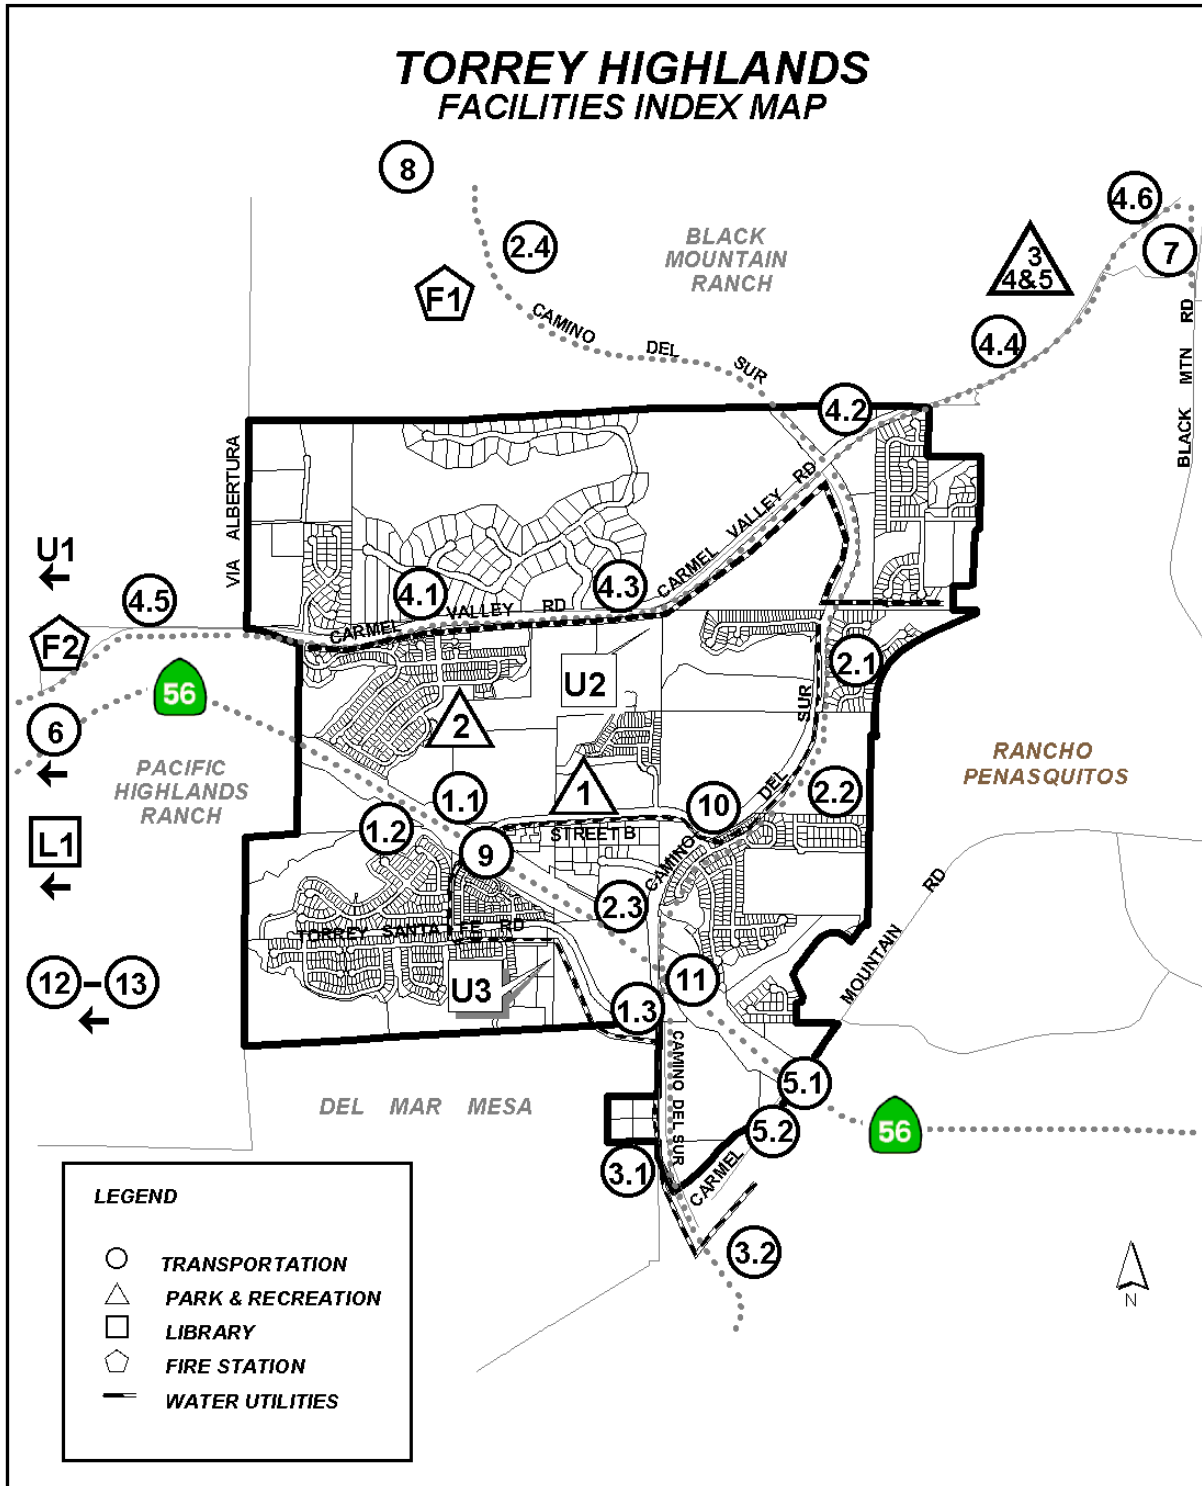 TORREY HIGHLANDS
FACILITIES INDEX MAP
8
4.6
2.4
BLACK
MOUNTAIN
RANCH
3
4&5
7
F1
CAMINO DEL SUR
4.4
BLACK MTN RD
4.2
VIA ALBERTURA
U1
4.5
4.1
4.3
CARMEL VALLEY RD
CARMEL VALLEY RD
F2
56
U2
2.1
SUR
6
2
RANCHO
PENASQUITOS
PACIFIC
HIGHLANDS
RANCH
1.1
1
10
DEL
2.2
L1
1.2
STREET B
9
CAMINO
2.3
TORREY SANTA FE RD
MOUNTAIN RD
12-13
U3
11
1.3
CAMINO DEL SUR
5.1
DEL MAR MESA
56
5.2
3.1
CARMEL
3.2
LEGEND
TRANSPORTATION
PARK & RECREATION
LIBRARY
FIRE STATION
WATER UTILITIES
N